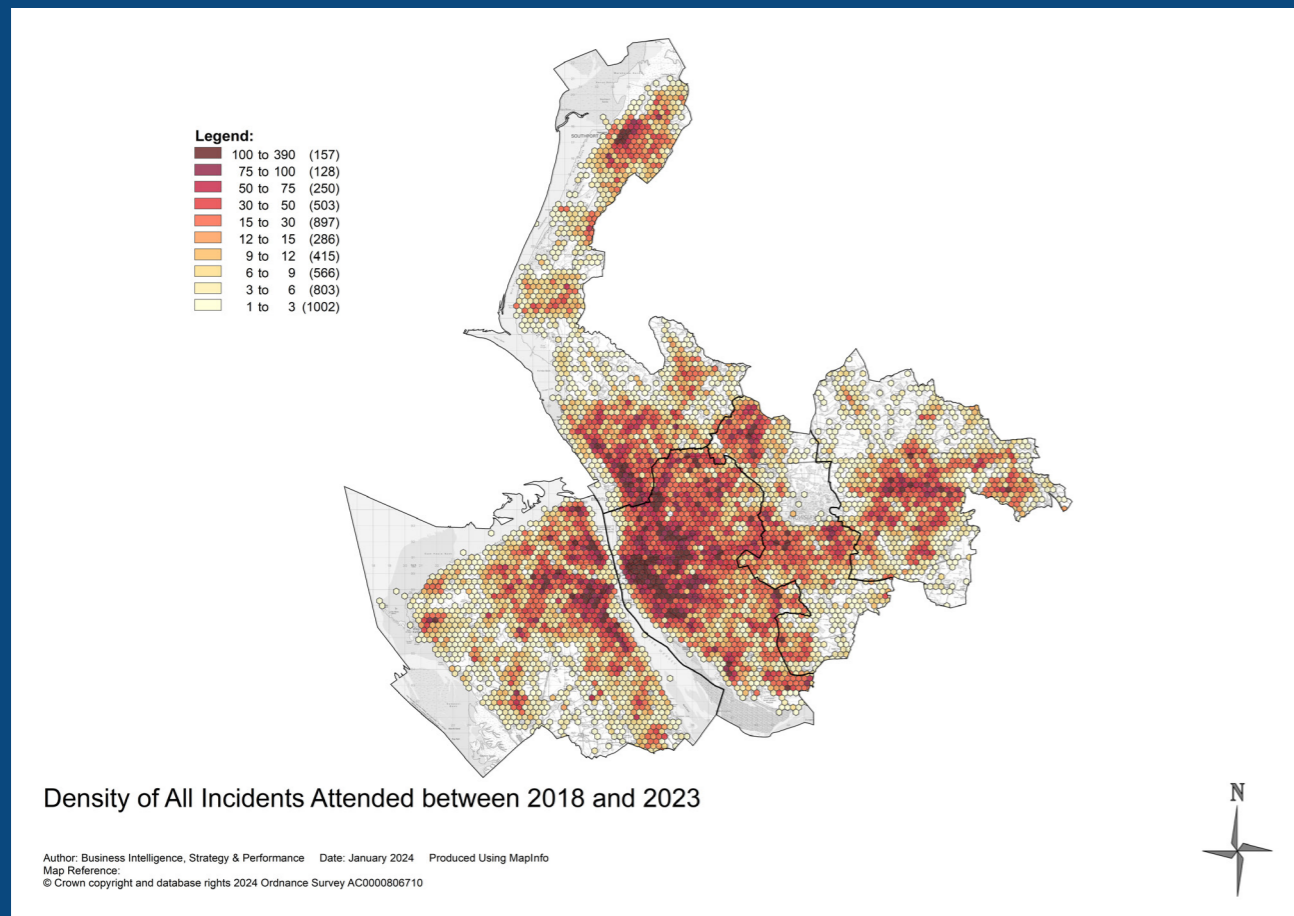 Legend:
100 to 390 (157)
75 to 100 (128)
50 to 75 (250)
30 to 50 (503)
15 to 30 (897)
12 to 15 (286)
9 to 12 (415)
6 to 9 (566)
3 to 6 (803)
1 to 3 (1002)
Density of All Incidents Attended between 2018 and 2023
N
Author: Business Intelligence, Strategy & Performance Date: January 2024 Produced Using MapInfo
Map Reference:
© Crown copyright and database rights 2024 Ordnance Survey AC0000806710